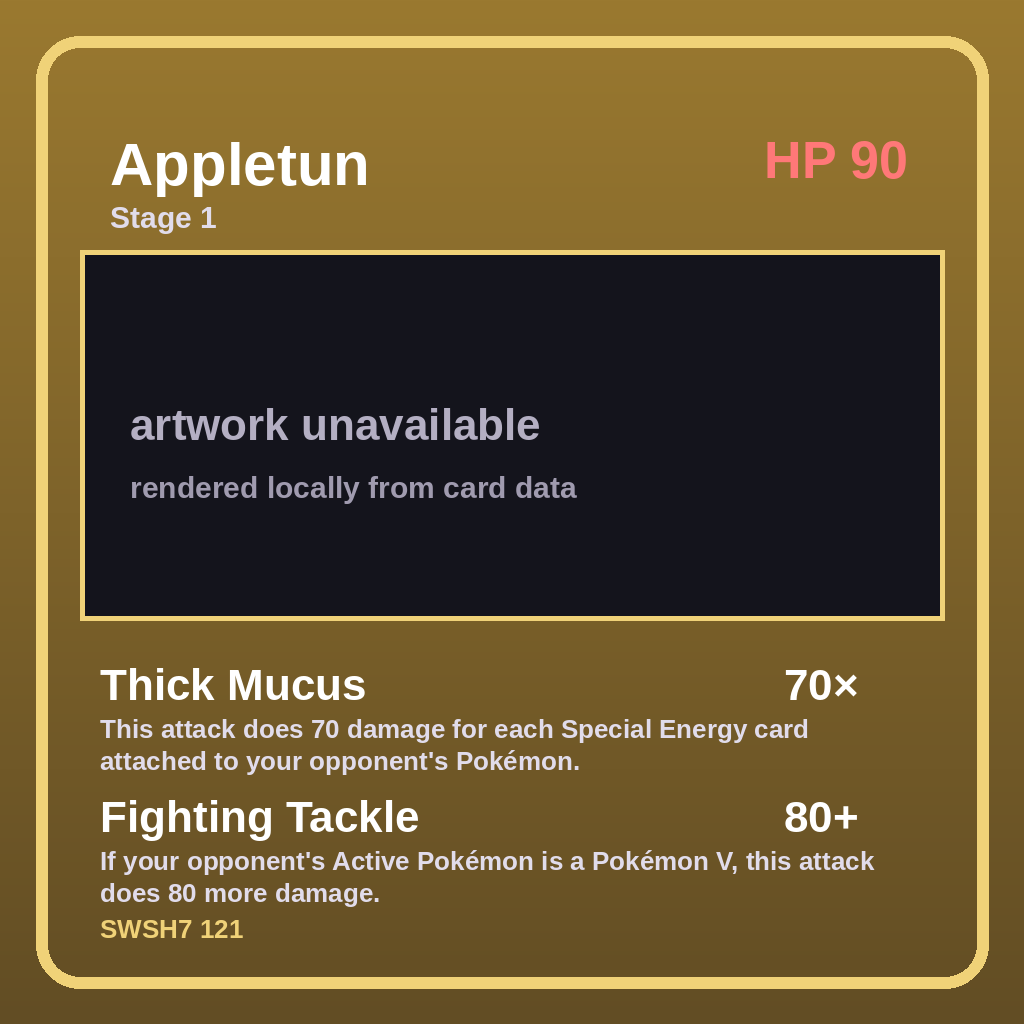 Appletun
HP 90
Stage 1
artwork unavailable
rendered locally from card data
Thick Mucus
70×
This attack does 70 damage for each Special Energy card
attached to your opponent's Pokémon.
Fighting Tackle
80+
If your opponent's Active Pokémon is a Pokémon V, this attack
does 80 more damage.
SWSH7 121